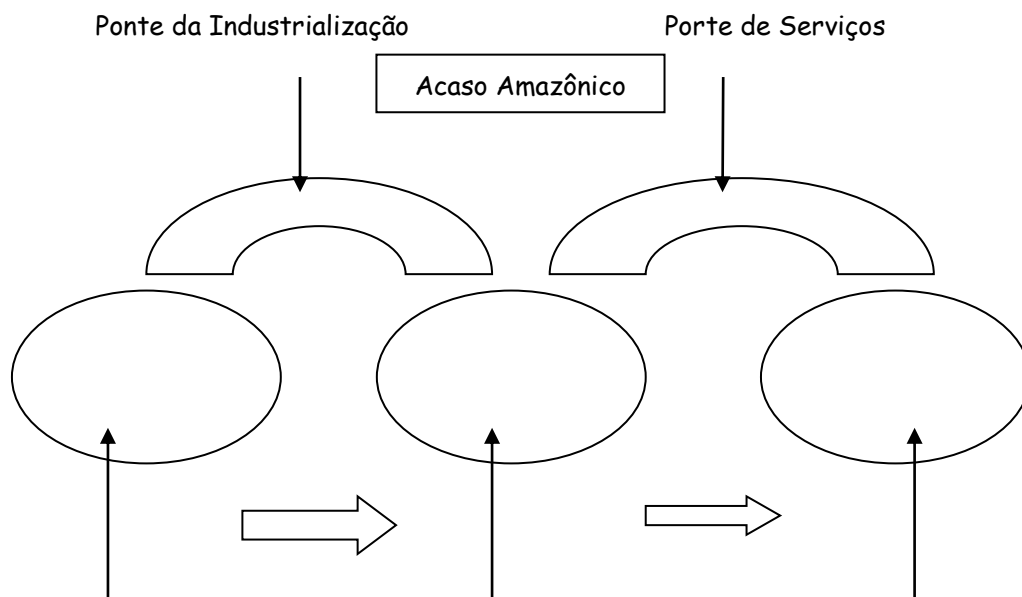 Ponte da Industrialização
Porte de Serviços
Acaso Amazônico